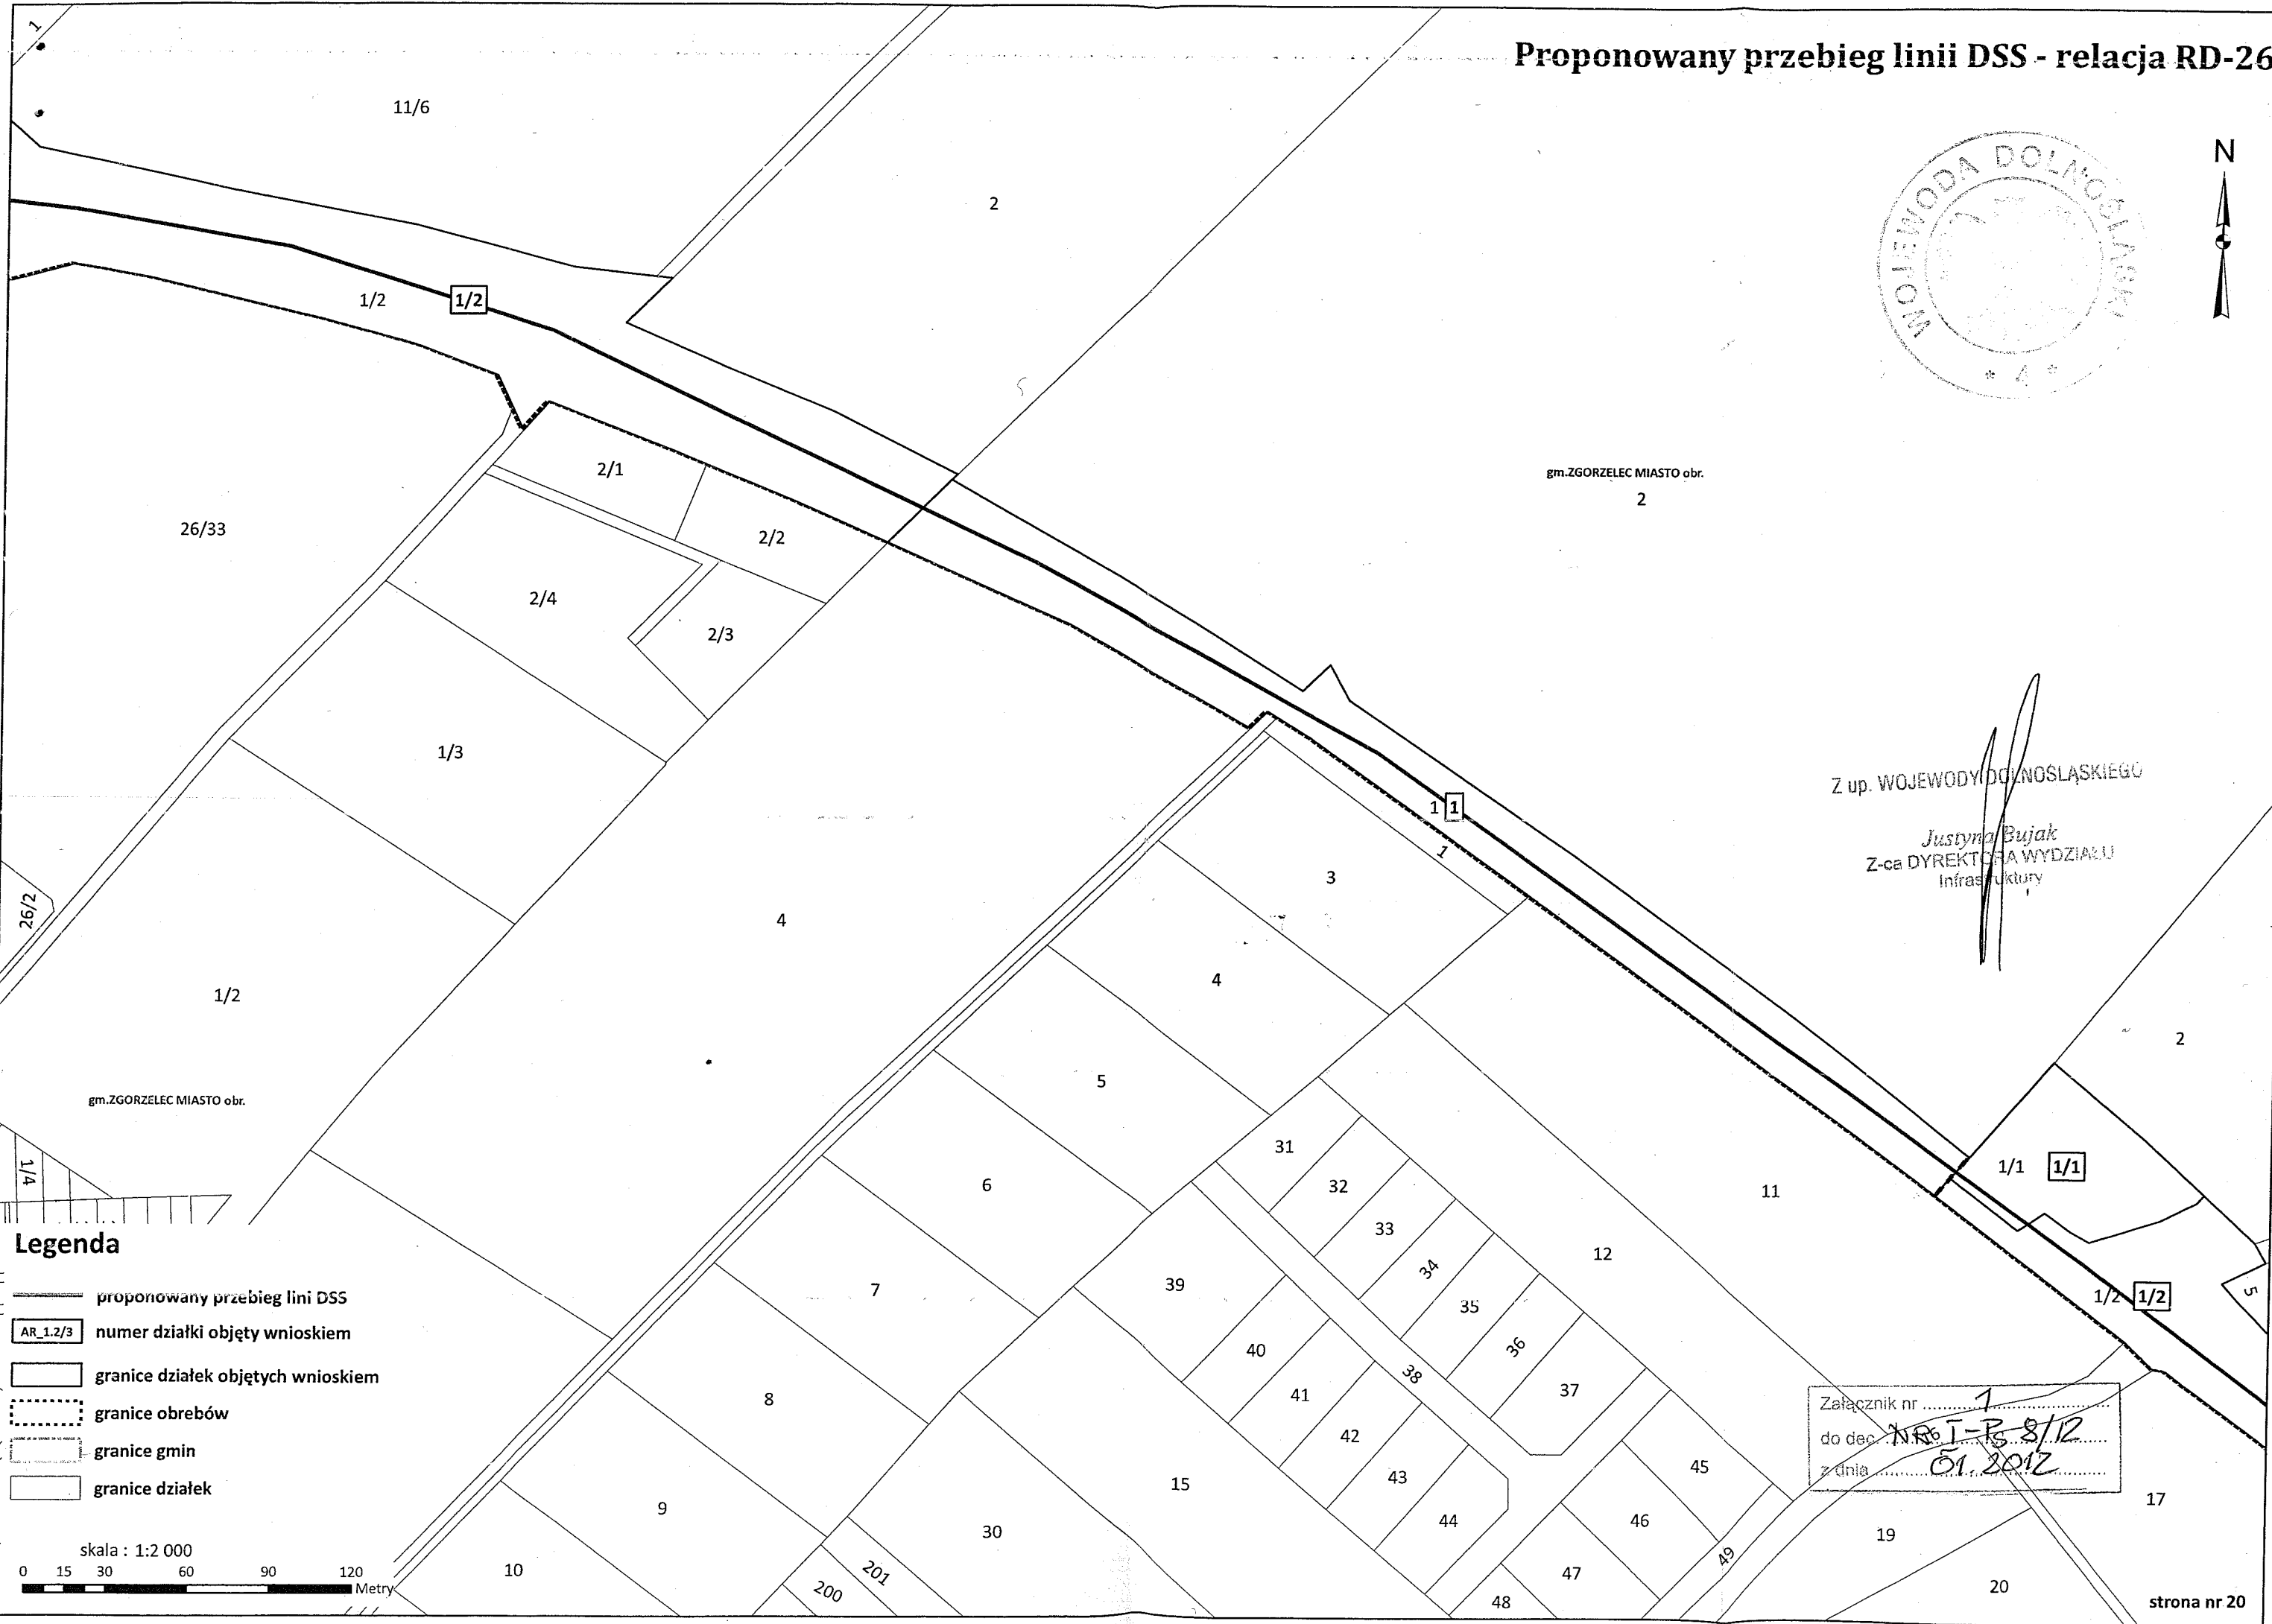 Proponowany przebieg linii DSS - relacja RD-26
1
11/6
2
N
WOJEWODA DOLNOŚLĄSKI
* 4 *
1/2
1/2
gm.ZGORZELEC MIASTO obr.
2
2/1
2/2
26/33
2/4
2/3
1/3
1
1
1
Z up. WOJEWODY DOLNOŚLĄSKIEGO
Justyna Bujak
Z-ca DYREKTORA WYDZIAŁU
Infrastruktury
3
26/2
4
4
1/2
2
5
gm.ZGORZELEC MIASTO obr.
31
1/4
6
32
11
1/1
1/1
33
12
34
39
7
35
1/2
1/2
5
36
40
38
37
41
8
42
45
43
15
9
44
46
30
17
19
10
201
200
49
47
48
20
Legenda
proponowany przebieg lini DSS
AR_1.2/3
numer działki objęty wnioskiem
granice działek objętych wnioskiem
granice obrebów
granice gmin
granice działek
skala : 1:2 000
0 15 30 60 90 120
Metry
Załącznik nr 1
do dec. I-Ps 8/12
z dnia 01.2012
strona nr 20